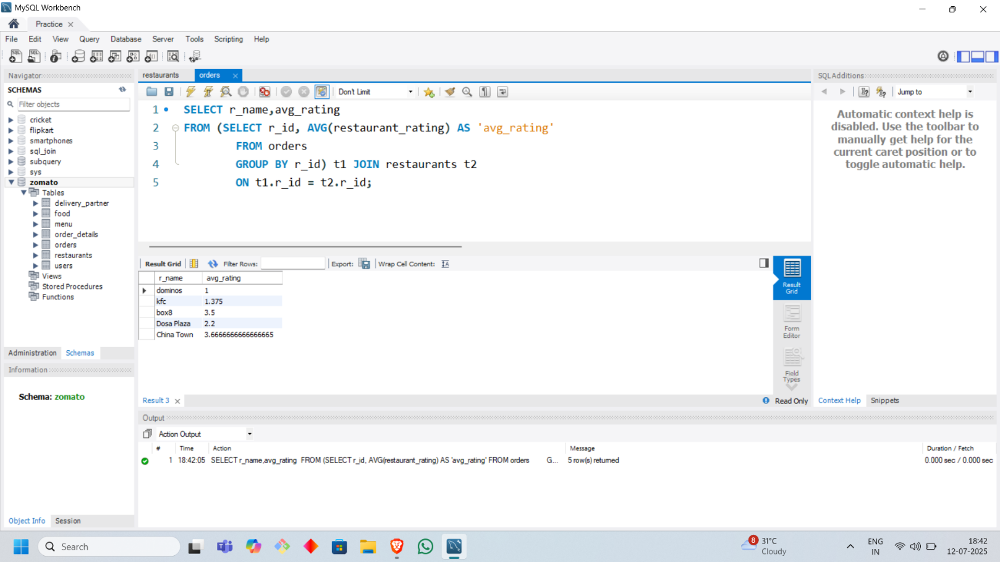 MySQL Workbench
Practice
File Edit View Query Database Server Tools Scripting Help
Navigator
SCHEMAS
Filter objects
cricket
flipkart
smartphones
sql_join
subquery
sys
zomato
Tables
delivery_partner
food
menu
order_details
orders
restaurants
users
Views
Stored Procedures
Functions
Administration Schemas
Information
Schema: zomato
Object Info Session
restaurants orders
Don't Limit
1 SELECT r_name,avg_rating
2 FROM (SELECT r_id, AVG(restaurant_rating) AS 'avg_rating'
3 FROM orders
4 GROUP BY r_id) t1 JOIN restaurants t2
5 ON t1.r_id = t2.r_id;
Result Grid Filter Rows: Export: Wrap Cell Content:
r_name avg_rating
dominos 1
kfc 1.375
box8 3.5
Dosa Plaza 2.2
China Town 3.6666666666666665
Result Grid
Form Editor
Field Types
Result 3 Read Only
SQLAdditions
Jump to
Automatic context help is
disabled. Use the toolbar to
manually get help for the
current caret position or to
toggle automatic help.
Context Help Snippets
Output
Action Output
# Time Action Message Duration / Fetch
1 18:42:05 SELECT r_name,avg_rating FROM (SELECT r_id, AVG(restaurant_rating) AS 'avg_rating' FROM orders G... 5 row(s) returned 0.000 sec / 0.000 sec
Search
8
31°C
Cloudy
ENG
IN
18:42
12-07-2025